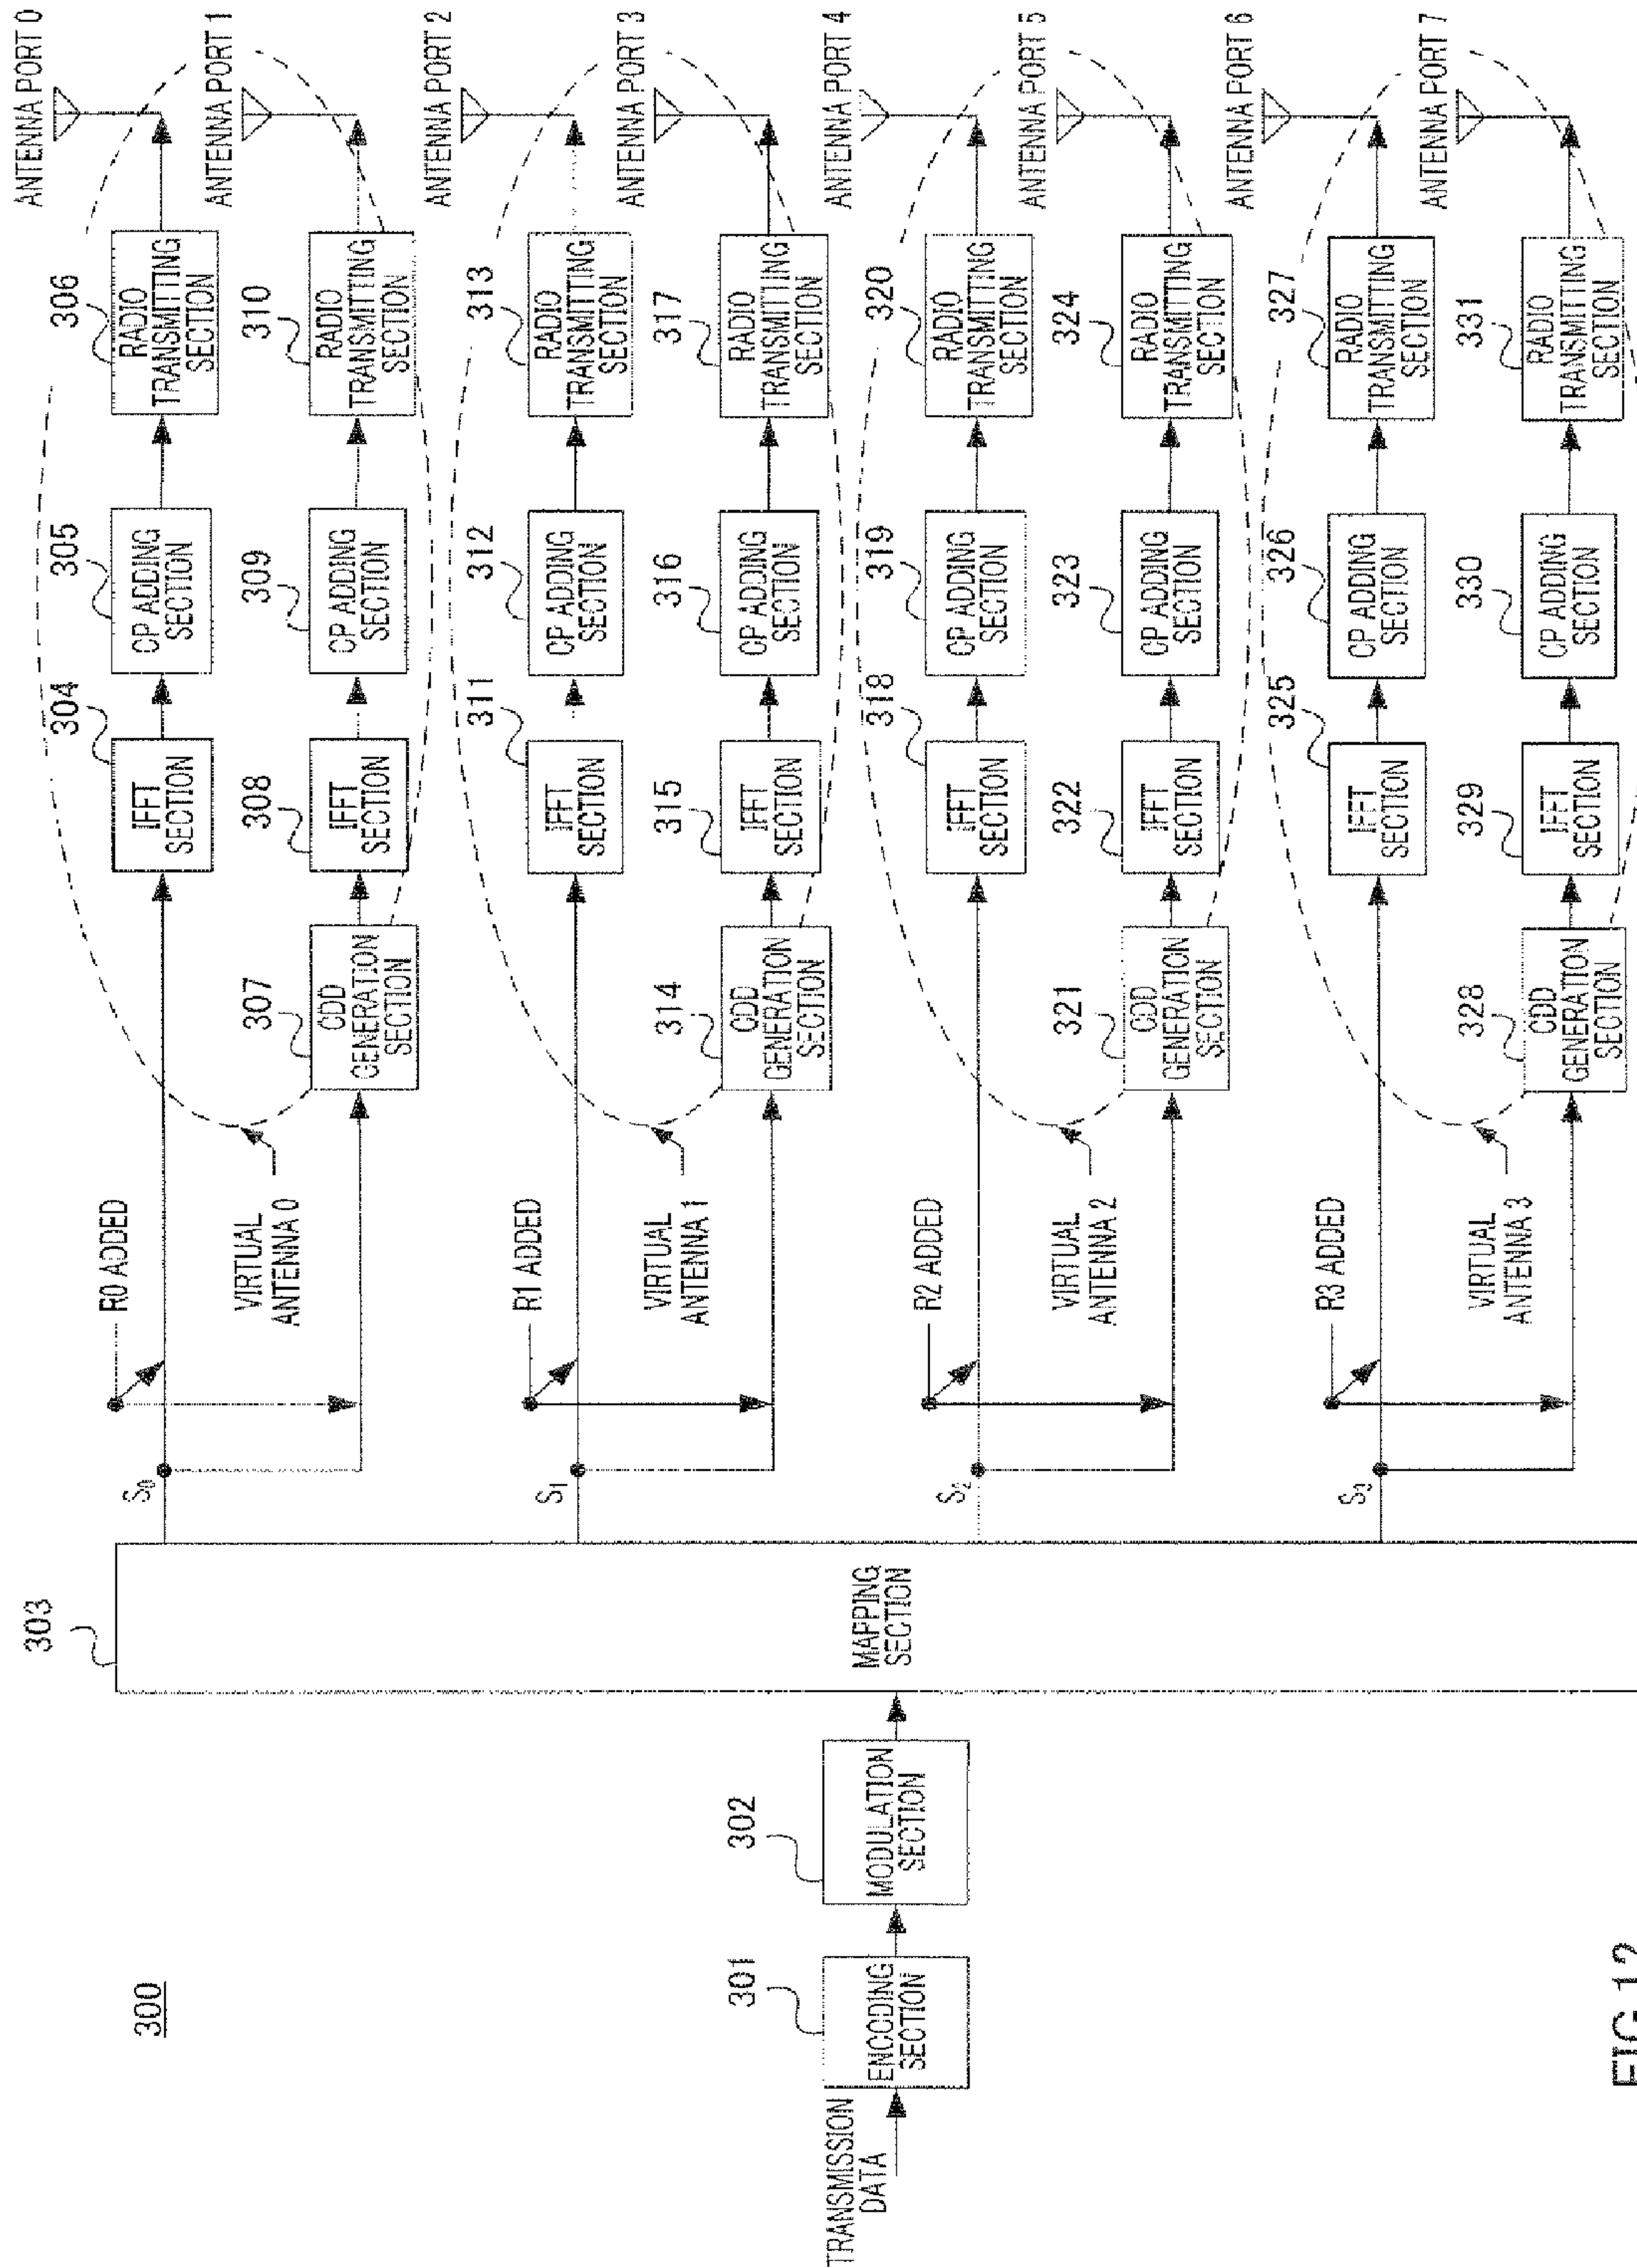 300
TRANSMISSION
DATA
301
ENCODING
SECTION
302
MODULATION
SECTION
303
MAPPING
SECTION
S0
R0 ADDED
VIRTUAL
ANTENNA 0
304
IFFT
SECTION
305
CP ADDING
SECTION
306
RADIO
TRANSMITTING
SECTION
ANTENNA PORT 0
307
CDD
GENERATION
SECTION
308
IFFT
SECTION
309
CP ADDING
SECTION
310
RADIO
TRANSMITTING
SECTION
ANTENNA PORT 1
S1
R1 ADDED
VIRTUAL
ANTENNA 1
311
IFFT
SECTION
312
CP ADDING
SECTION
313
RADIO
TRANSMITTING
SECTION
ANTENNA PORT 2
314
CDD
GENERATION
SECTION
315
IFFT
SECTION
316
CP ADDING
SECTION
317
RADIO
TRANSMITTING
SECTION
ANTENNA PORT 3
S2
R2 ADDED
VIRTUAL
ANTENNA 2
318
IFFT
SECTION
319
CP ADDING
SECTION
320
RADIO
TRANSMITTING
SECTION
ANTENNA PORT 4
321
CDD
GENERATION
SECTION
322
IFFT
SECTION
323
CP ADDING
SECTION
324
RADIO
TRANSMITTING
SECTION
ANTENNA PORT 5
S3
R3 ADDED
VIRTUAL
ANTENNA 3
325
IFFT
SECTION
326
CP ADDING
SECTION
327
RADIO
TRANSMITTING
SECTION
ANTENNA PORT 6
328
CDD
GENERATION
SECTION
329
IFFT
SECTION
330
CP ADDING
SECTION
331
RADIO
TRANSMITTING
SECTION
ANTENNA PORT 7
FIG.12